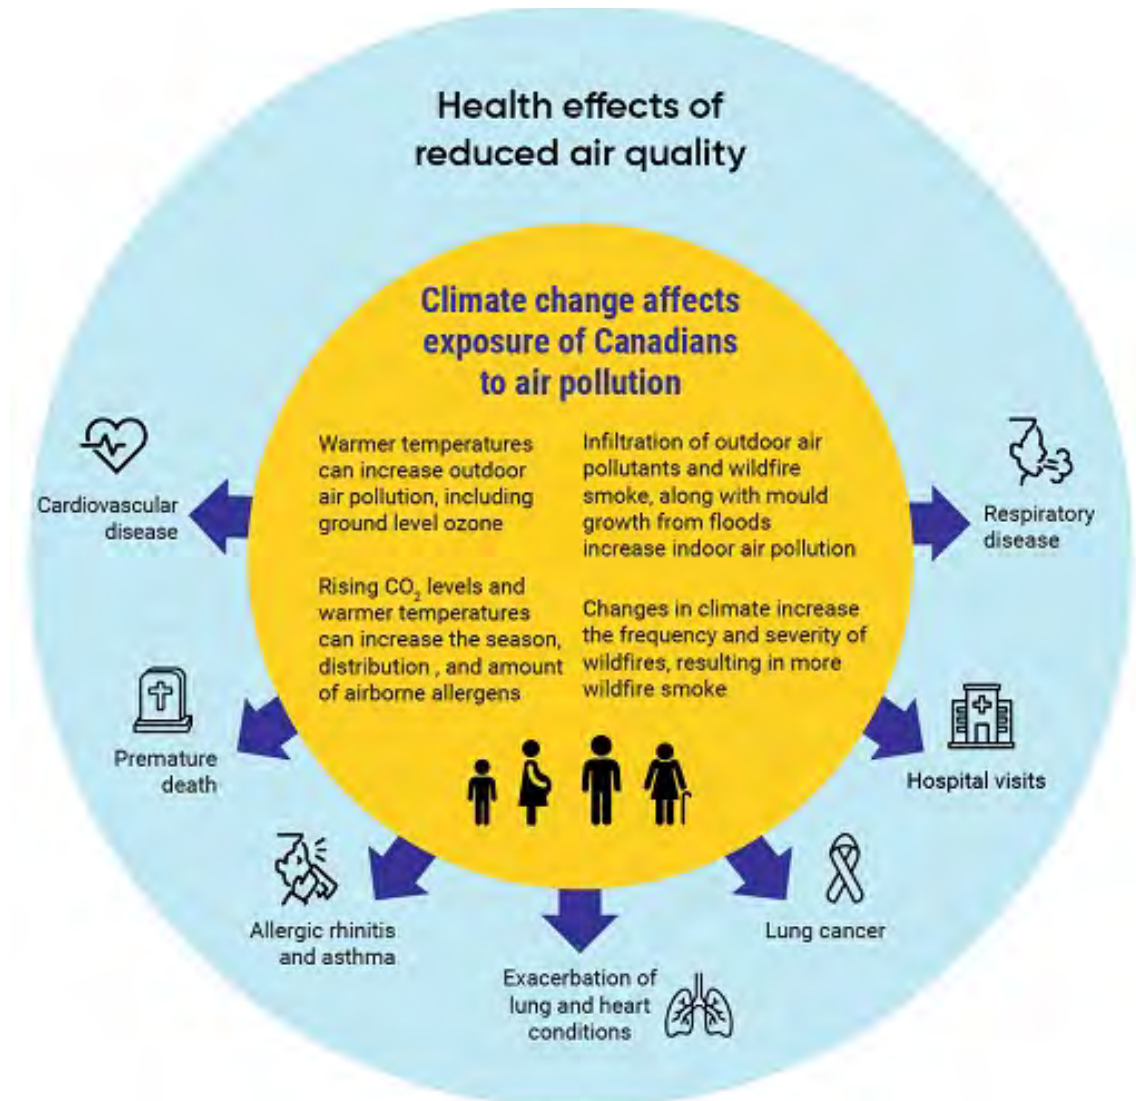 Health effects of
reduced air quality
Climate change affects
exposure of Canadians
to air pollution
Warmer temperatures
can increase outdoor
air pollution, including
ground level ozone
Rising CO₂ levels and
warmer temperatures
can increase the season,
distribution , and amount
of airborne allergens
Infiltration of outdoor air
pollutants and wildfire
smoke, along with mould
growth from floods
increase indoor air pollution
Changes in climate increase
the frequency and severity of
wildfires, resulting in more
wildfire smoke
Cardiovascular
disease
Premature
death
Allergic rhinitis
and asthma
Exacerbation of
lung and heart
conditions
Lung cancer
Hospital visits
Respiratory
disease